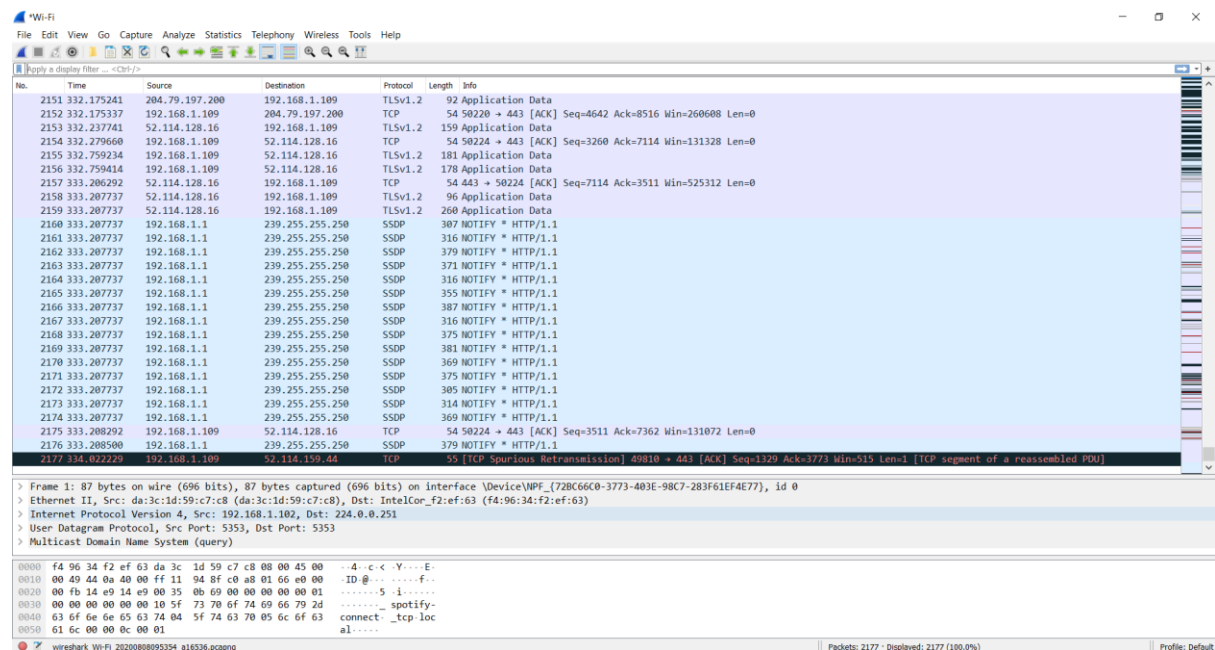 *Wi-Fi
File Edit View Go Capture Analyze Statistics Telephony Wireless Tools Help
Apply a display filter ... <Ctrl-/>
No. Time Source Destination Protocol Length Info
2151 332.175241 204.79.197.200 192.168.1.109 TLSv1.2 92 Application Data
2152 332.175337 192.168.1.109 204.79.197.200 TCP 54 50220 → 443 [ACK] Seq=4642 Ack=8516 Win=260608 Len=0
2153 332.237741 52.114.128.16 192.168.1.109 TLSv1.2 159 Application Data
2154 332.279660 192.168.1.109 52.114.128.16 TCP 54 50224 → 443 [ACK] Seq=3260 Ack=7114 Win=131328 Len=0
2155 332.759234 192.168.1.109 52.114.128.16 TLSv1.2 181 Application Data
2156 332.759414 192.168.1.109 52.114.128.16 TLSv1.2 178 Application Data
2157 333.206292 52.114.128.16 192.168.1.109 TCP 54 443 → 50224 [ACK] Seq=7114 Ack=3511 Win=525312 Len=0
2158 333.207737 52.114.128.16 192.168.1.109 TLSv1.2 96 Application Data
2159 333.207737 52.114.128.16 192.168.1.109 TLSv1.2 260 Application Data
2160 333.207737 192.168.1.1 239.255.255.250 SSDP 307 NOTIFY * HTTP/1.1
2161 333.207737 192.168.1.1 239.255.255.250 SSDP 316 NOTIFY * HTTP/1.1
2162 333.207737 192.168.1.1 239.255.255.250 SSDP 379 NOTIFY * HTTP/1.1
2163 333.207737 192.168.1.1 239.255.255.250 SSDP 371 NOTIFY * HTTP/1.1
2164 333.207737 192.168.1.1 239.255.255.250 SSDP 316 NOTIFY * HTTP/1.1
2165 333.207737 192.168.1.1 239.255.255.250 SSDP 355 NOTIFY * HTTP/1.1
2166 333.207737 192.168.1.1 239.255.255.250 SSDP 387 NOTIFY * HTTP/1.1
2167 333.207737 192.168.1.1 239.255.255.250 SSDP 316 NOTIFY * HTTP/1.1
2168 333.207737 192.168.1.1 239.255.255.250 SSDP 375 NOTIFY * HTTP/1.1
2169 333.207737 192.168.1.1 239.255.255.250 SSDP 381 NOTIFY * HTTP/1.1
2170 333.207737 192.168.1.1 239.255.255.250 SSDP 369 NOTIFY * HTTP/1.1
2171 333.207737 192.168.1.1 239.255.255.250 SSDP 375 NOTIFY * HTTP/1.1
2172 333.207737 192.168.1.1 239.255.255.250 SSDP 305 NOTIFY * HTTP/1.1
2173 333.207737 192.168.1.1 239.255.255.250 SSDP 314 NOTIFY * HTTP/1.1
2174 333.207737 192.168.1.1 239.255.255.250 SSDP 369 NOTIFY * HTTP/1.1
2175 333.208292 192.168.1.109 52.114.128.16 TCP 54 50224 → 443 [ACK] Seq=3511 Ack=7362 Win=131072 Len=0
2176 333.208500 192.168.1.1 239.255.255.250 SSDP 379 NOTIFY * HTTP/1.1
2177 334.022229 192.168.1.109 52.114.159.44 TCP 55 [TCP Spurious Retransmission] 49810 → 443 [ACK] Seq=1329 Ack=3773 Win=515 Len=1 [TCP segment of a reassembled PDU]
> Frame 1: 87 bytes on wire (696 bits), 87 bytes captured (696 bits) on interface \Device\NPF_{72BC66C0-3773-403E-98C7-283F61EF4E77}, id 0
> Ethernet II, Src: da:3c:1d:59:c7:c8 (da:3c:1d:59:c7:c8), Dst: IntelCor_f2:ef:63 (f4:96:34:f2:ef:63)
> Internet Protocol Version 4, Src: 192.168.1.102, Dst: 224.0.0.251
> User Datagram Protocol, Src Port: 5353, Dst Port: 5353
> Multicast Domain Name System (query)
0000 f4 96 34 f2 ef 63 da 3c 1d 59 c7 c8 08 00 45 00 ··4··c·< ·Y····E·
0010 00 49 44 0a 40 00 ff 11 94 8f c0 a8 01 66 e0 00 ·ID·@··· ·····f··
0020 00 fb 14 e9 14 e9 00 35 0b 69 00 00 00 00 00 01 ·······5 ·i······
0030 00 00 00 00 00 00 10 5f 73 70 6f 74 69 66 79 2d ·······_ spotify-
0040 63 6f 6e 6e 65 63 74 04 5f 74 63 70 05 6c 6f 63 connect· _tcp·loc
0050 61 6c 00 00 0c 00 01 al·····
wireshark_Wi-Fi_20200808095354_a16536.pcapng Packets: 2177 · Displayed: 2177 (100.0%) Profile: Default